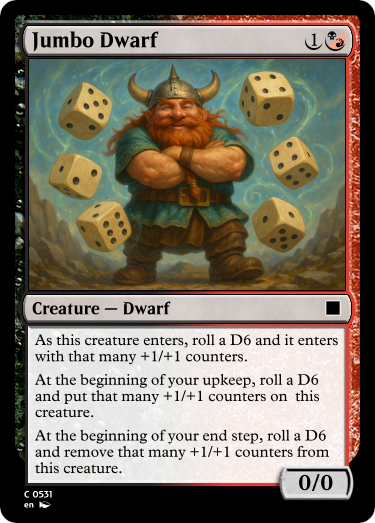 Jumbo Dwarf
1
Creature — Dwarf
As this creature enters, roll a D6 and it enters
with that many +1/+1 counters.
At the beginning of your upkeep, roll a D6
and put that many +1/+1 counters on  this
creature.
At the beginning of your end step, roll a D6
and remove that many +1/+1 counters from
this creature.
0/0
C 0531
en